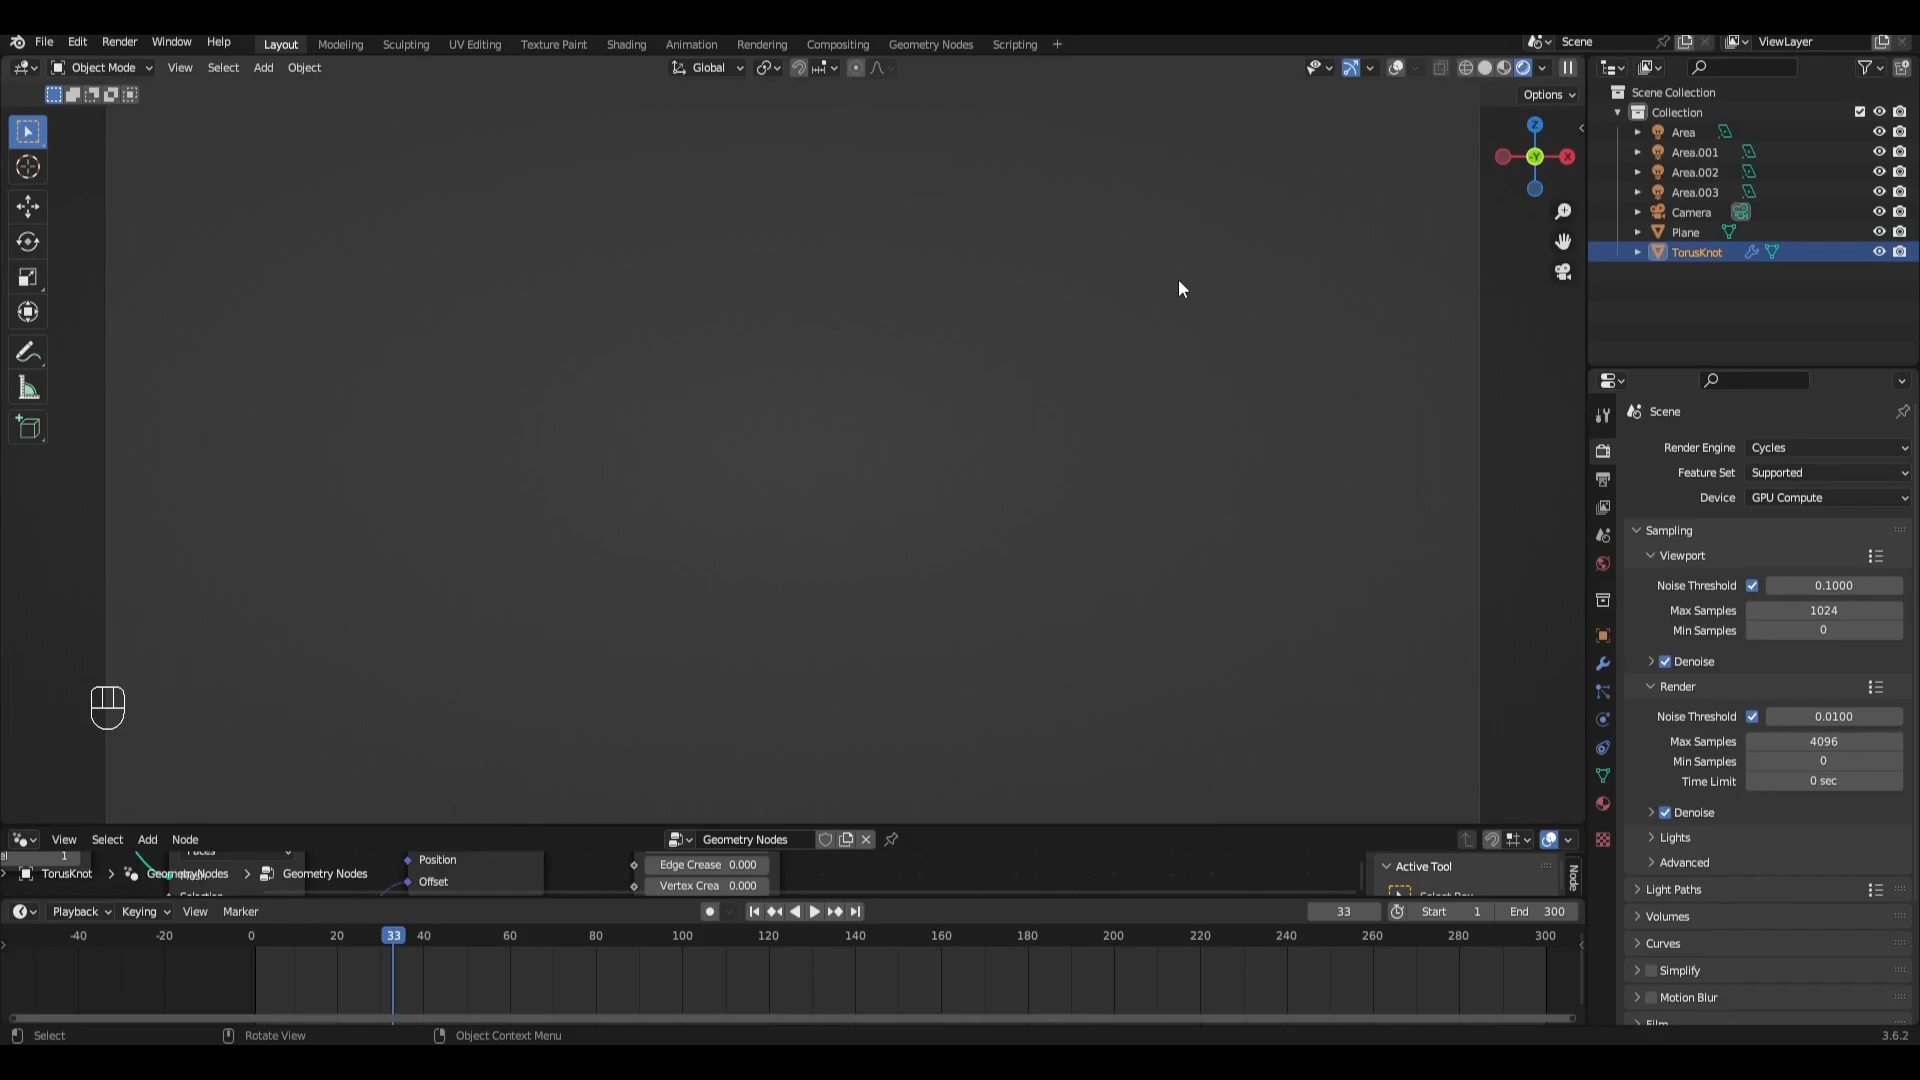 File Edit Render Window Help Layout Modeling Sculpting UV Editing Texture Paint Shading Animation Rendering Compositing Geometry Nodes Scripting + Scene ViewLayer
Object Mode View Select Add Object Global
Options
Z
-Y
X
Scene Collection
Collection
Area
Area.001
Area.002
Area.003
Camera
Plane
TorusKnot
Scene
Render Engine Cycles
Feature Set Supported
Device GPU Compute
Sampling
Viewport
Noise Threshold 0.1000
Max Samples 1024
Min Samples 0
Denoise
Render
Noise Threshold 0.0100
Max Samples 4096
Min Samples 0
Time Limit 0 sec
Denoise
Lights
Advanced
Light Paths
Volumes
Curves
Simplify
Motion Blur
Film
View Select Add Node Geometry Nodes
1 Faces Position Edge Crease 0.000 Active Tool
TorusKnot GeometryNodes Geometry Nodes Offset Vertex Crea 0.000 Node
Select Box
Playback Keying View Marker 33 Start 1 End 300
-40 -20 0 20 33 40 60 80 100 120 140 160 180 200 220 240 260 280 300
Select Rotate View Object Context Menu 3.6.2